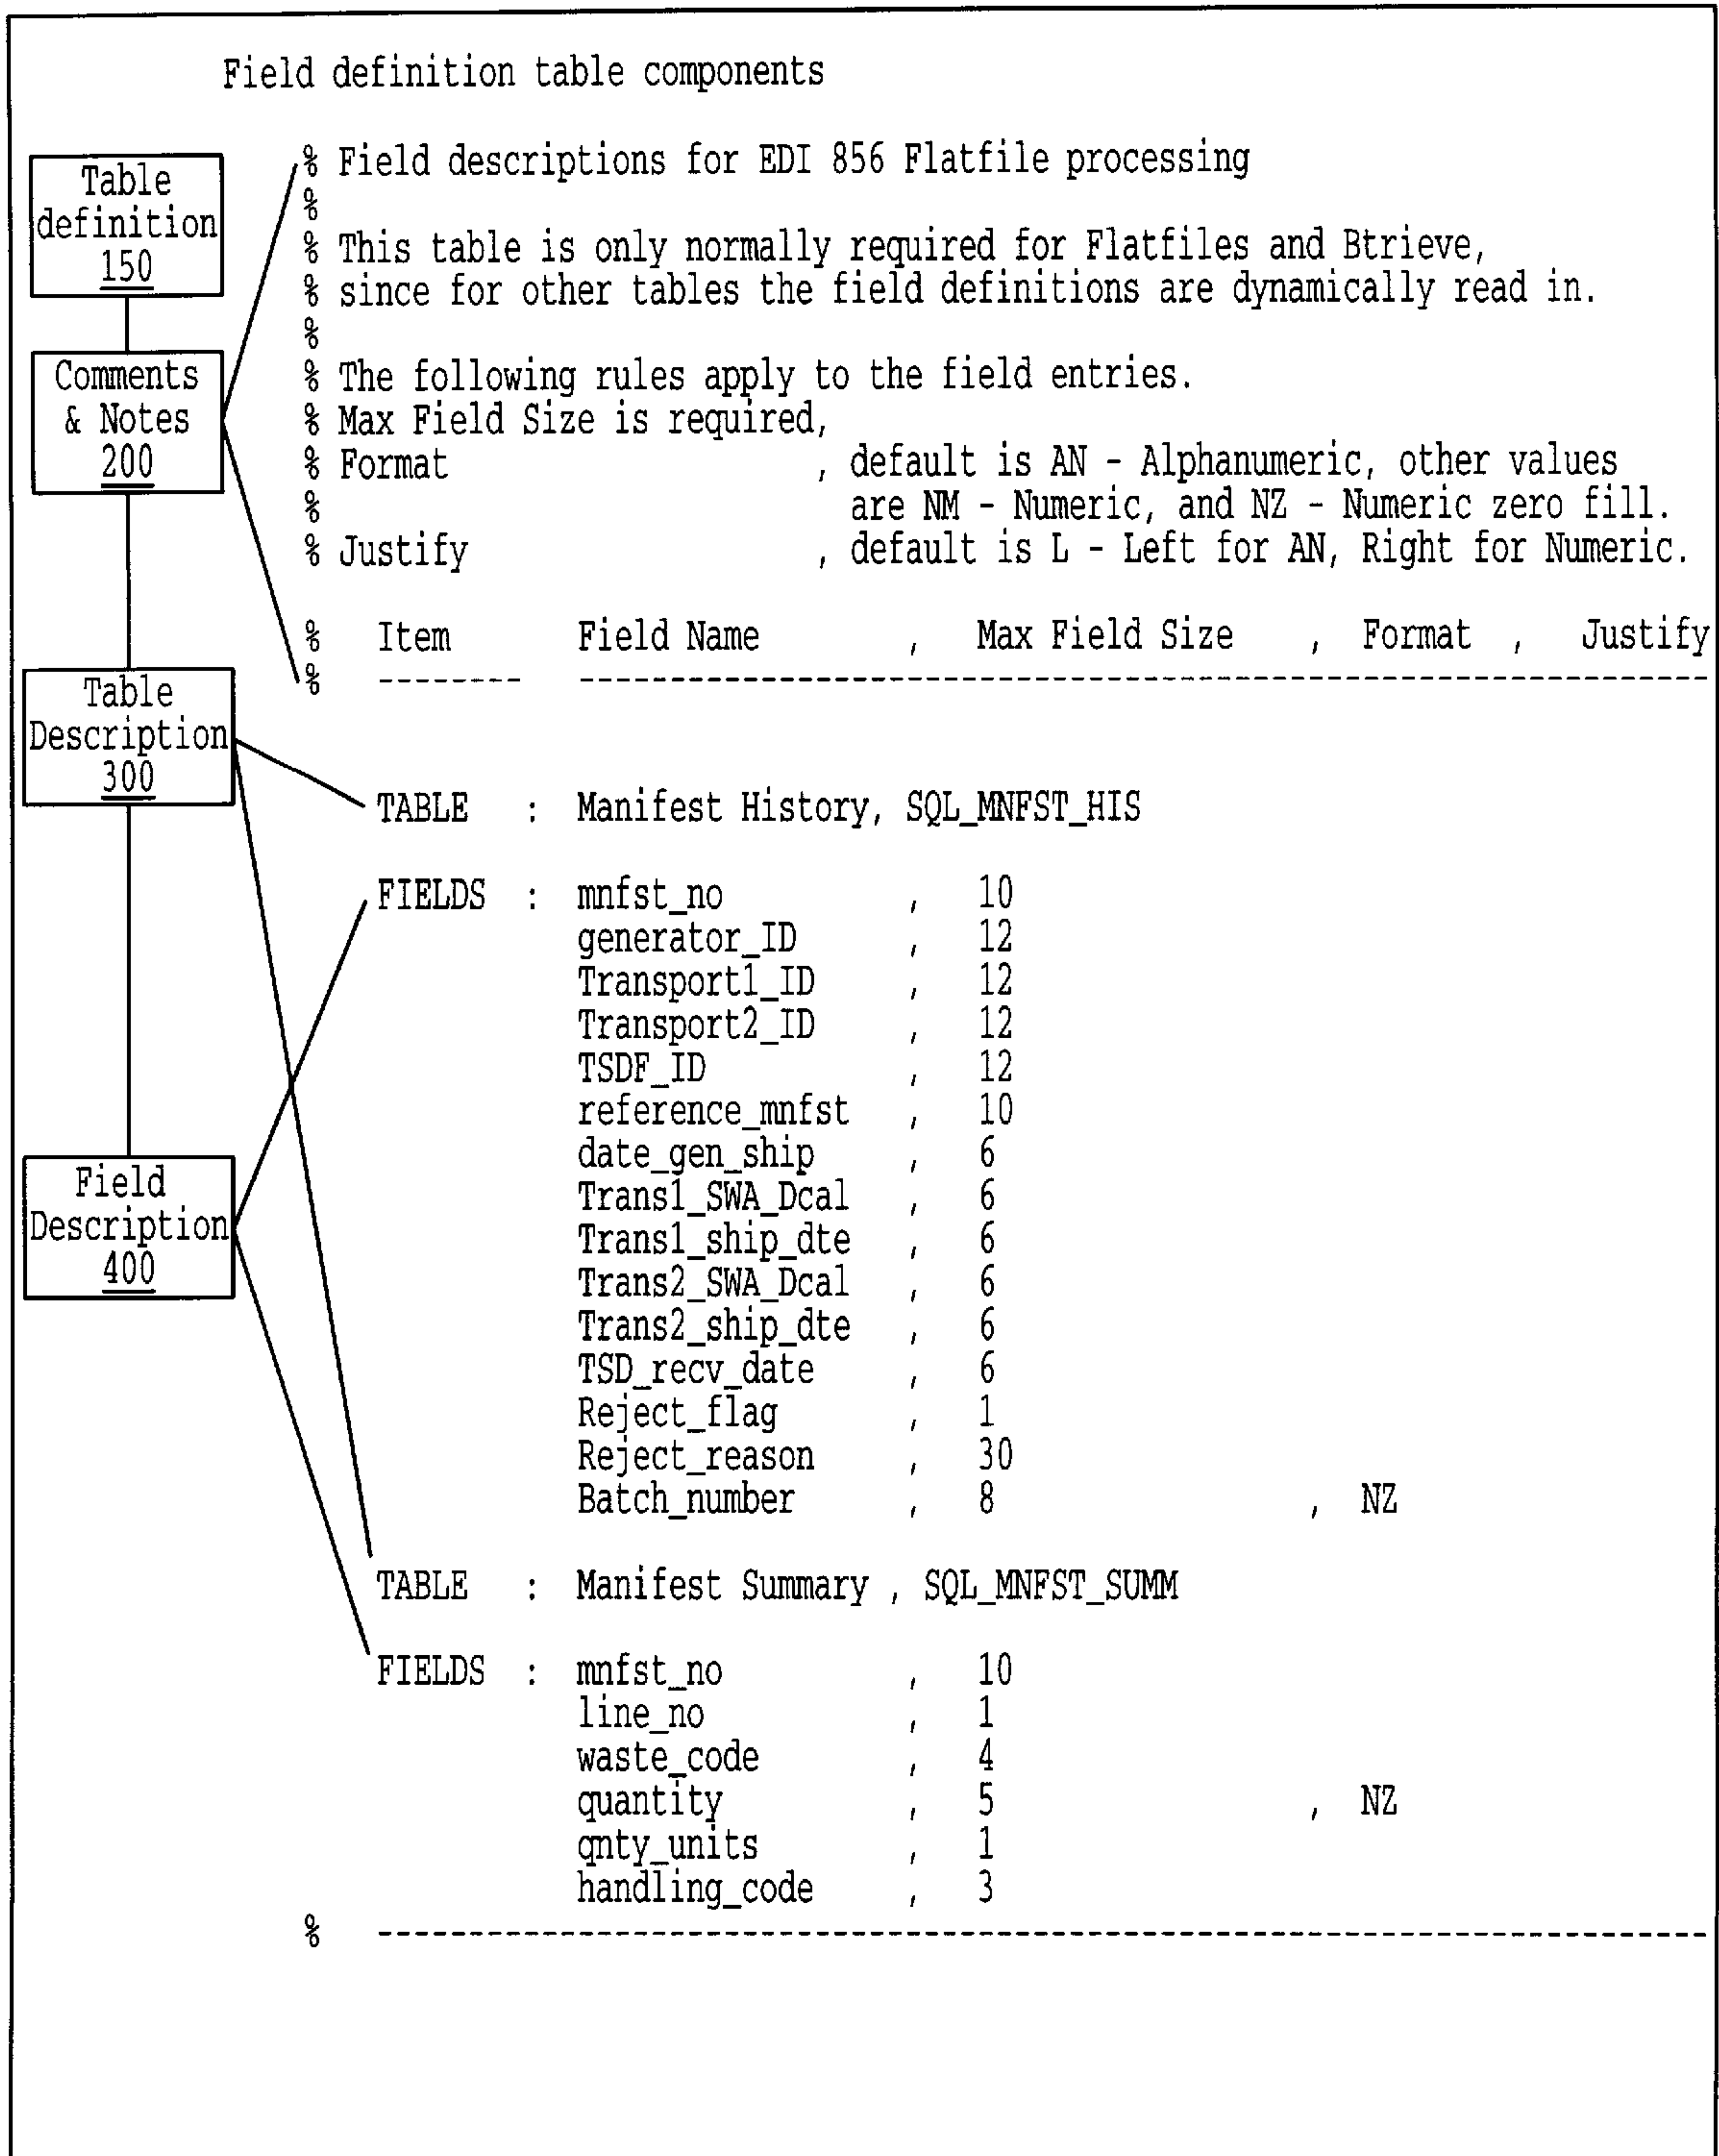 Field definition table components
Table
definition
150
Comments
& Notes
200
Table
Description
300
Field
Description
400
% Field descriptions for EDI 856 Flatfile processing
%
% This table is only normally required for Flatfiles and Btrieve,
% since for other tables the field definitions are dynamically read in.
%
% The following rules apply to the field entries.
% Max Field Size is required,
% Format , default is AN - Alphanumeric, other values
% are NM - Numeric, and NZ - Numeric zero fill.
% Justify , default is L - Left for AN, Right for Numeric.
% Item Field Name , Max Field Size , Format , Justify
% -------- ---------------------------------------------------------------
TABLE : Manifest History, SQL_MNFST_HIS
FIELDS : mnfst_no , 10
generator_ID , 12
Transport1_ID , 12
Transport2_ID , 12
TSDF_ID , 12
reference_mnfst , 10
date_gen_ship , 6
Trans1_SWA_Dcal , 6
Trans1_ship_dte , 6
Trans2_SWA_Dcal , 6
Trans2_ship_dte , 6
TSD_recv_date , 6
Reject_flag , 1
Reject_reason , 30
Batch_number , 8 , NZ
TABLE : Manifest Summary , SQL_MNFST_SUMM
FIELDS : mnfst_no , 10
line_no , 1
waste_code , 4
quantity , 5 , NZ
qnty_units , 1
handling_code , 3
% --------------------------------------------------------------------------